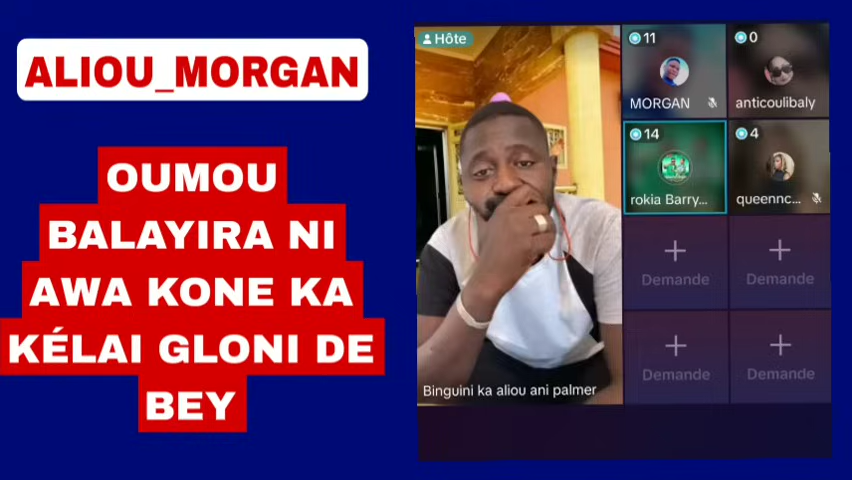 ALIOU_MORGAN
OUMOU
BALAYIRA NI
AWA KONE KA
KÉLAI GLONI DE
BEY
Hôte
11
MORGAN
0
anticoulibaly
14
rokia Barry...
4
queennc...
Demande
Demande
Demande
Demande
Binguini ka aliou ani palmer